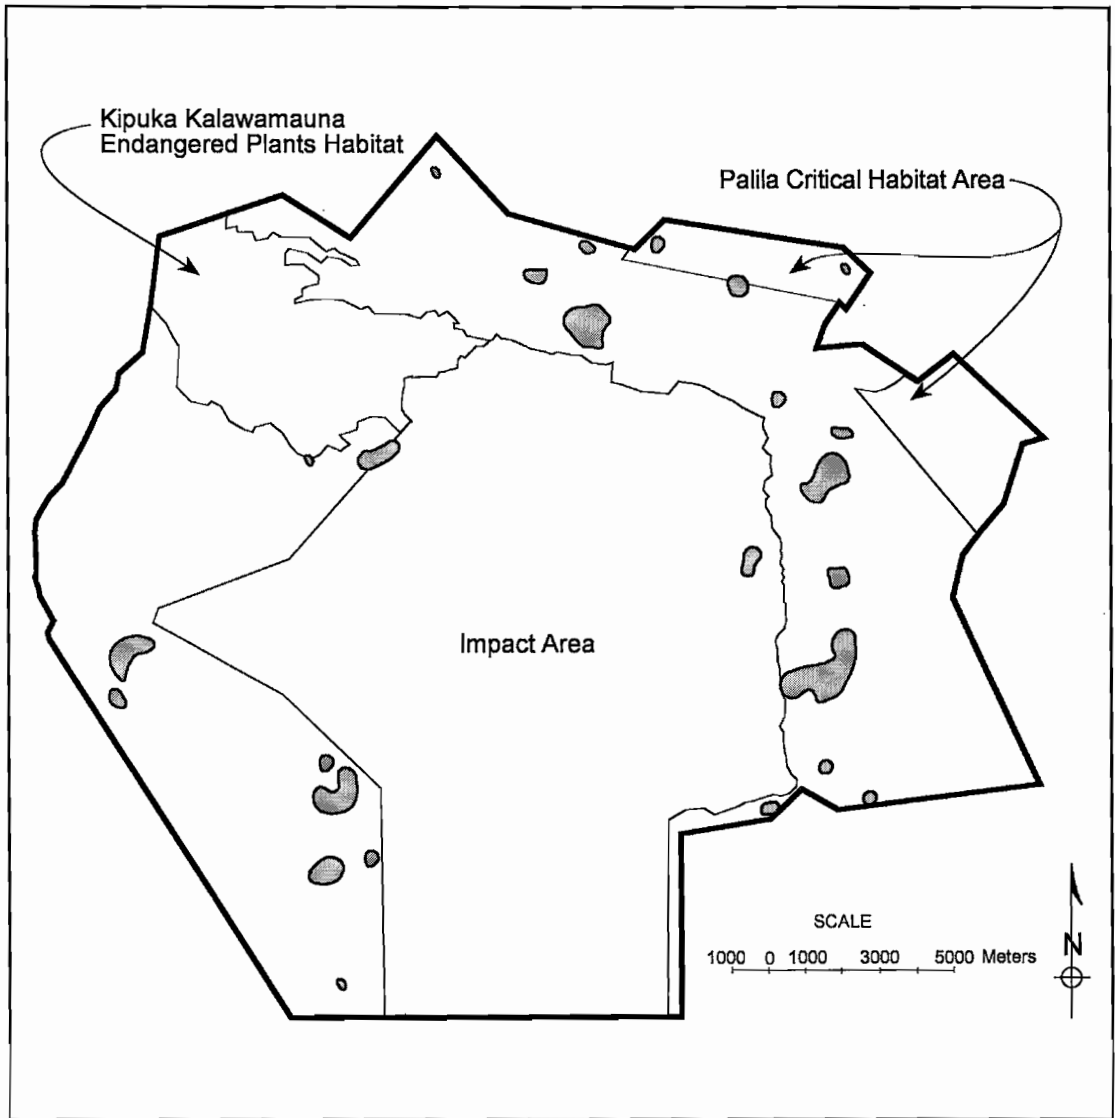 Kipuka Kalawamauna
Endangered Plants Habitat
Palila Critical Habitat Area
Impact Area
SCALE
1000 0 1000 3000 5000 Meters
N